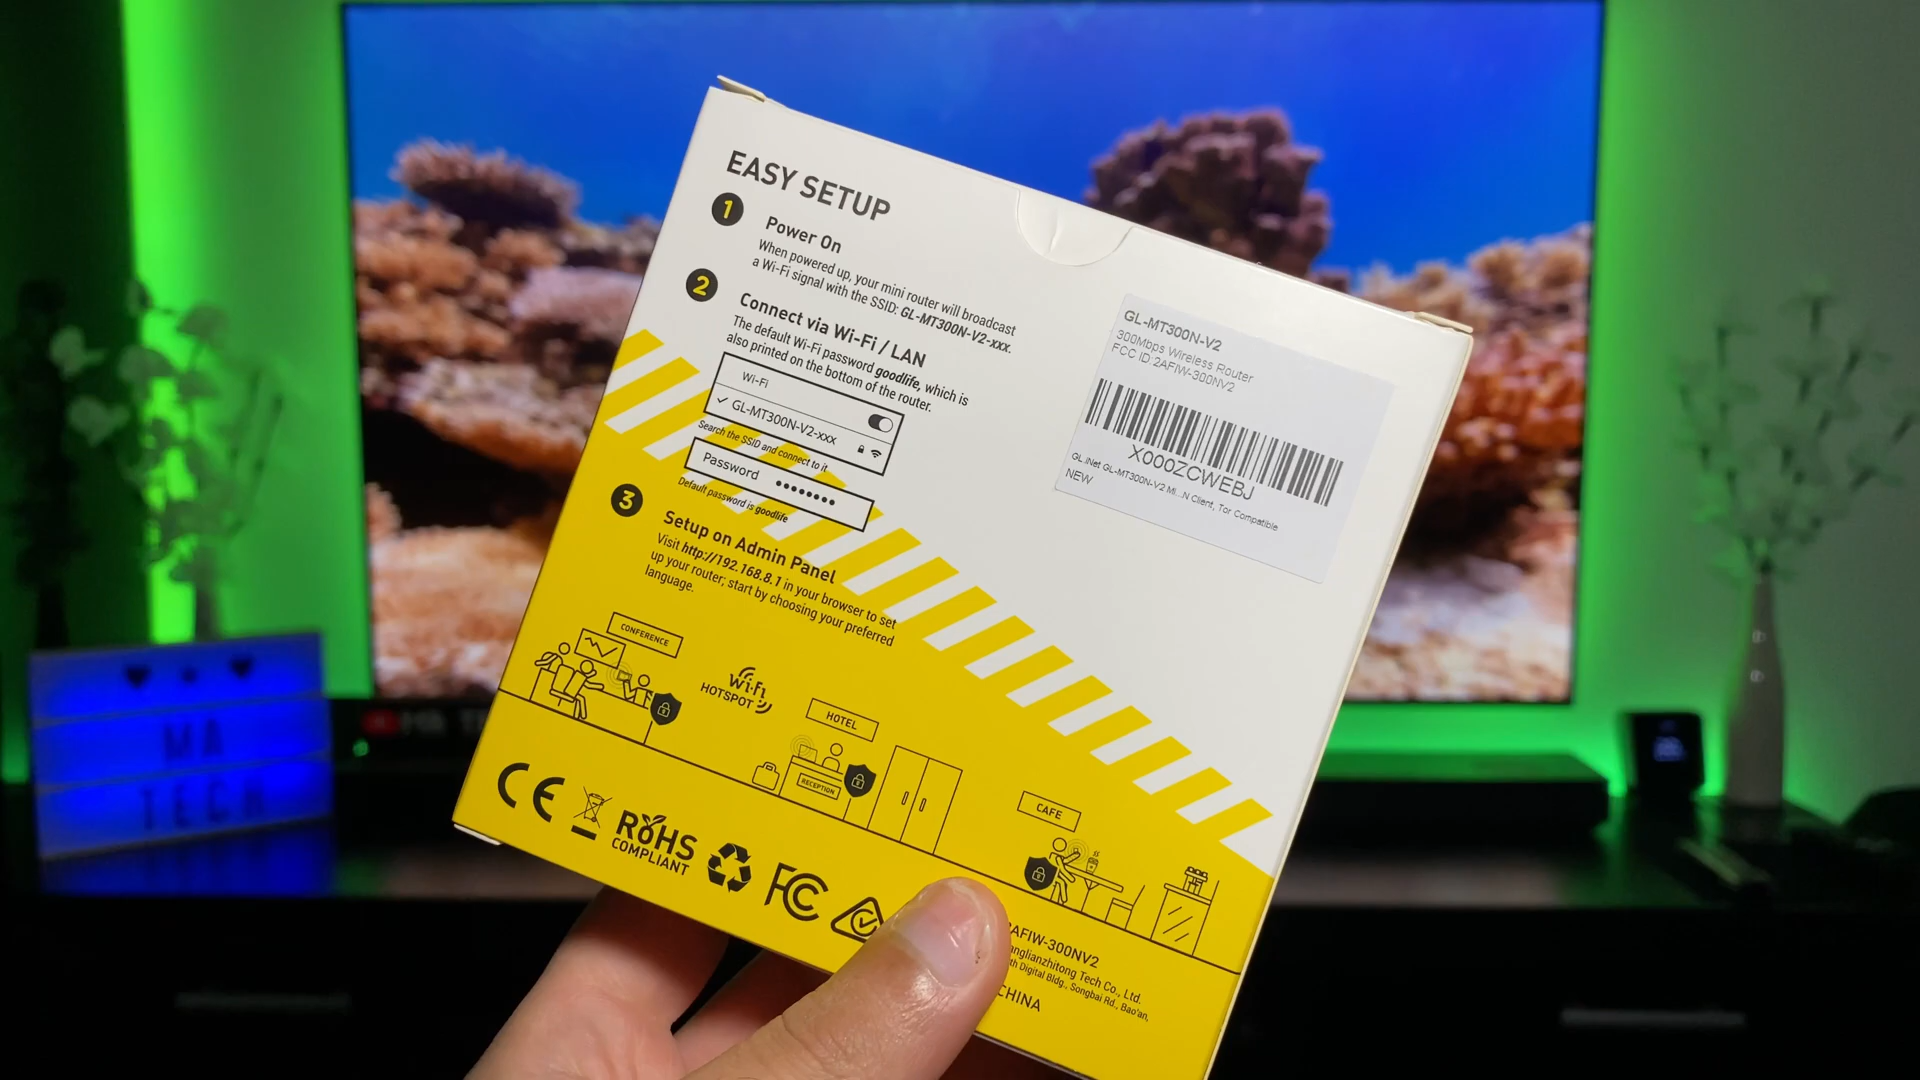 EASY SETUP
1
Power On
When powered up, your mini router will broadcast
a Wi-Fi signal with the SSID: GL-MT300N-V2-xxx.
2
Connect via Wi-Fi / LAN
The default Wi-Fi password goodlife, which is
also printed on the bottom of the router.
Wi-Fi
GL-MT300N-V2-xxx
Search the SSID and connect to it
Password ••••••••
Default password is goodlife
3
Setup on Admin Panel
Visit http://192.168.8.1 in your browser to set
up your router; start by choosing your preferred
language.
GL-MT300N-V2
300Mbps Wireless Router
FCC ID:2AFIW-300NV2
X000ZCWEBJ
GL.iNet GL-MT300N-V2 Mi...N Client, Tor Compatible
NEW
CONFERENCE
Wi-Fi
HOTSPOT
HOTEL
RECEPTION
CAFE
CE
RoHS
COMPLIANT
FC
2AFIW-300NV2
anglianzhitong Tech Co., Ltd.
th Digital Bldg., Songbai Rd., Bao'an,
CHINA
MA
TECH